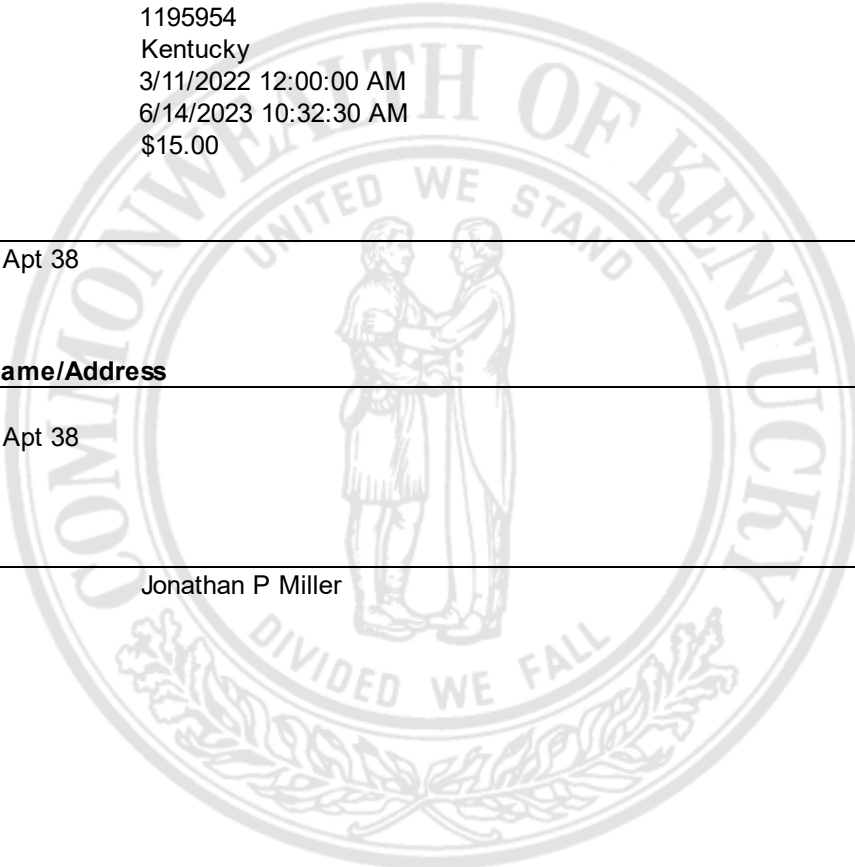 1195954
Kentucky
3/11/2022 12:00:00 AM
6/14/2023 10:32:30 AM
$15.00
Apt 38
ame/Address
Apt 38
Jonathan P Miller
COMMONWEALTH OF KENTUCKY
UNITED WE STAND
DIVIDED WE FALL